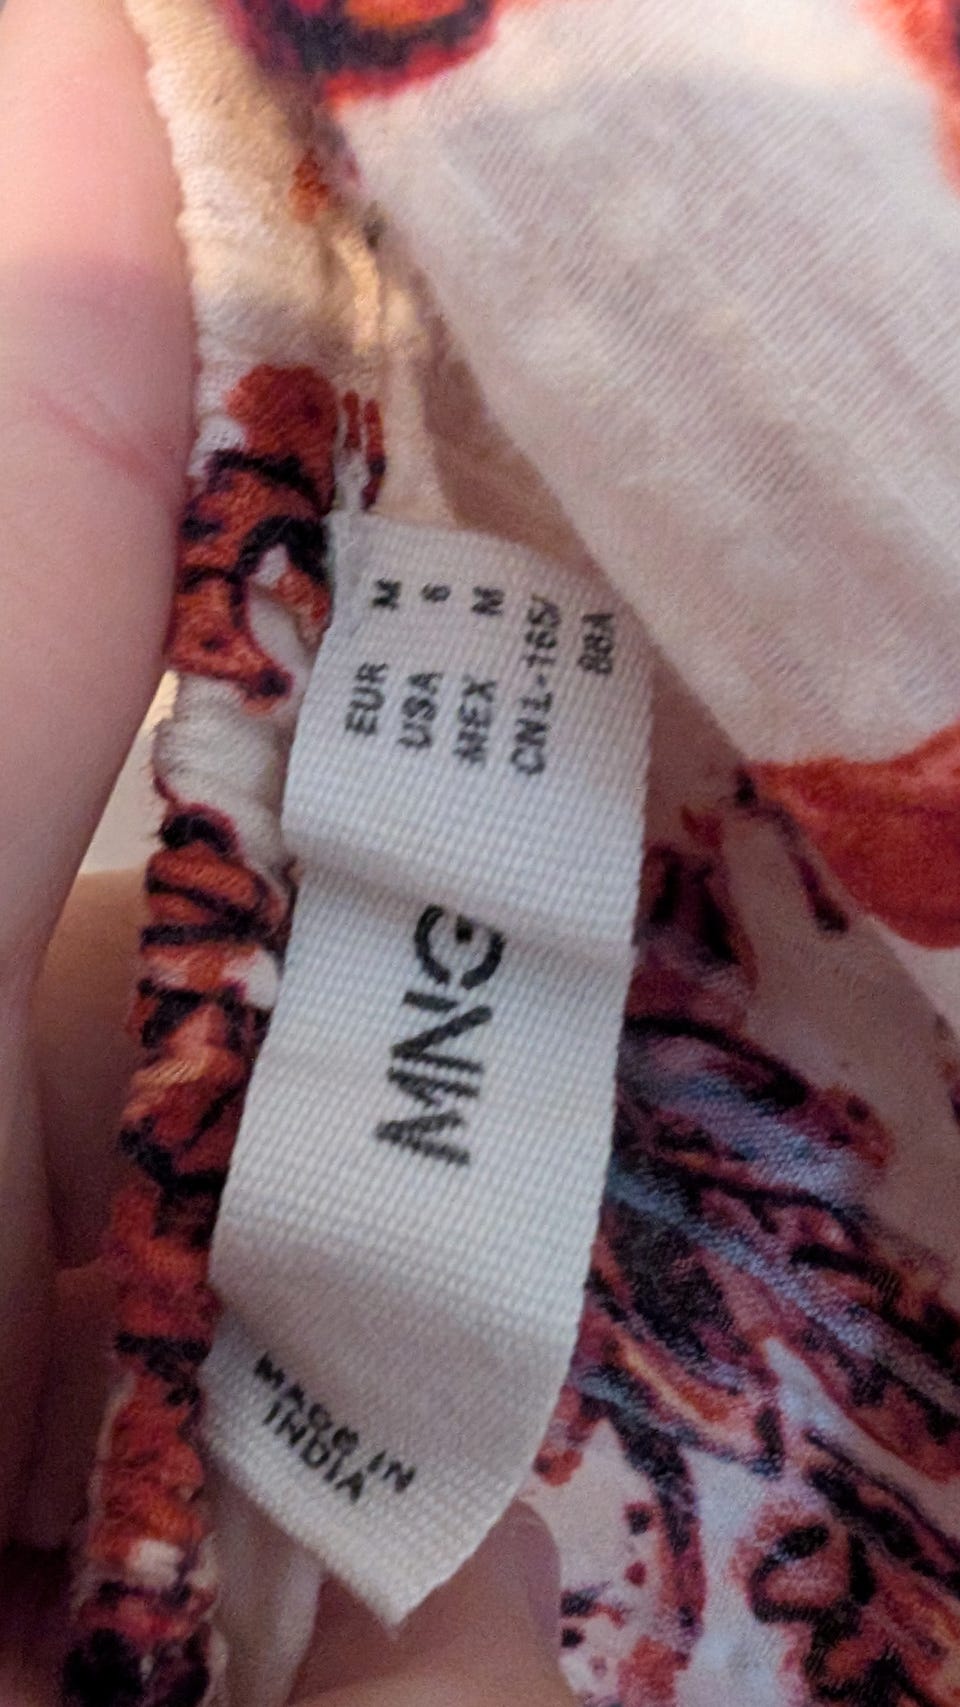 EUR M
USA 6
MEX M
CN L-165/
88A
MNG
MADE IN
INDIA